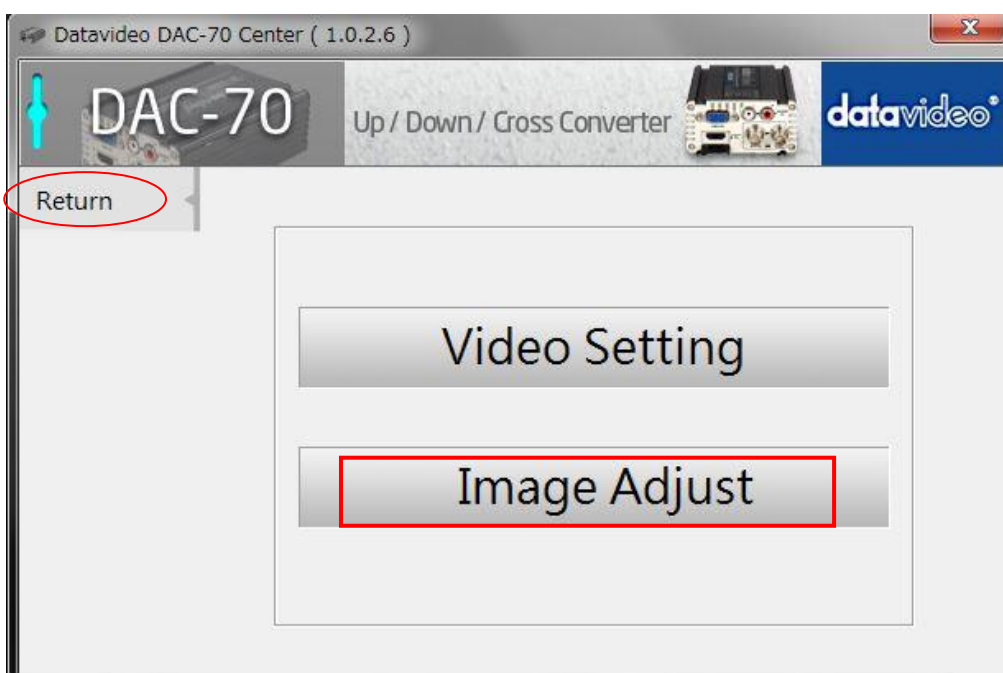 Datavideo DAC-70 Center ( 1.0.2.6 )
DAC-70
Up / Down / Cross Converter
datavideo
Return
Video Setting
Image Adjust